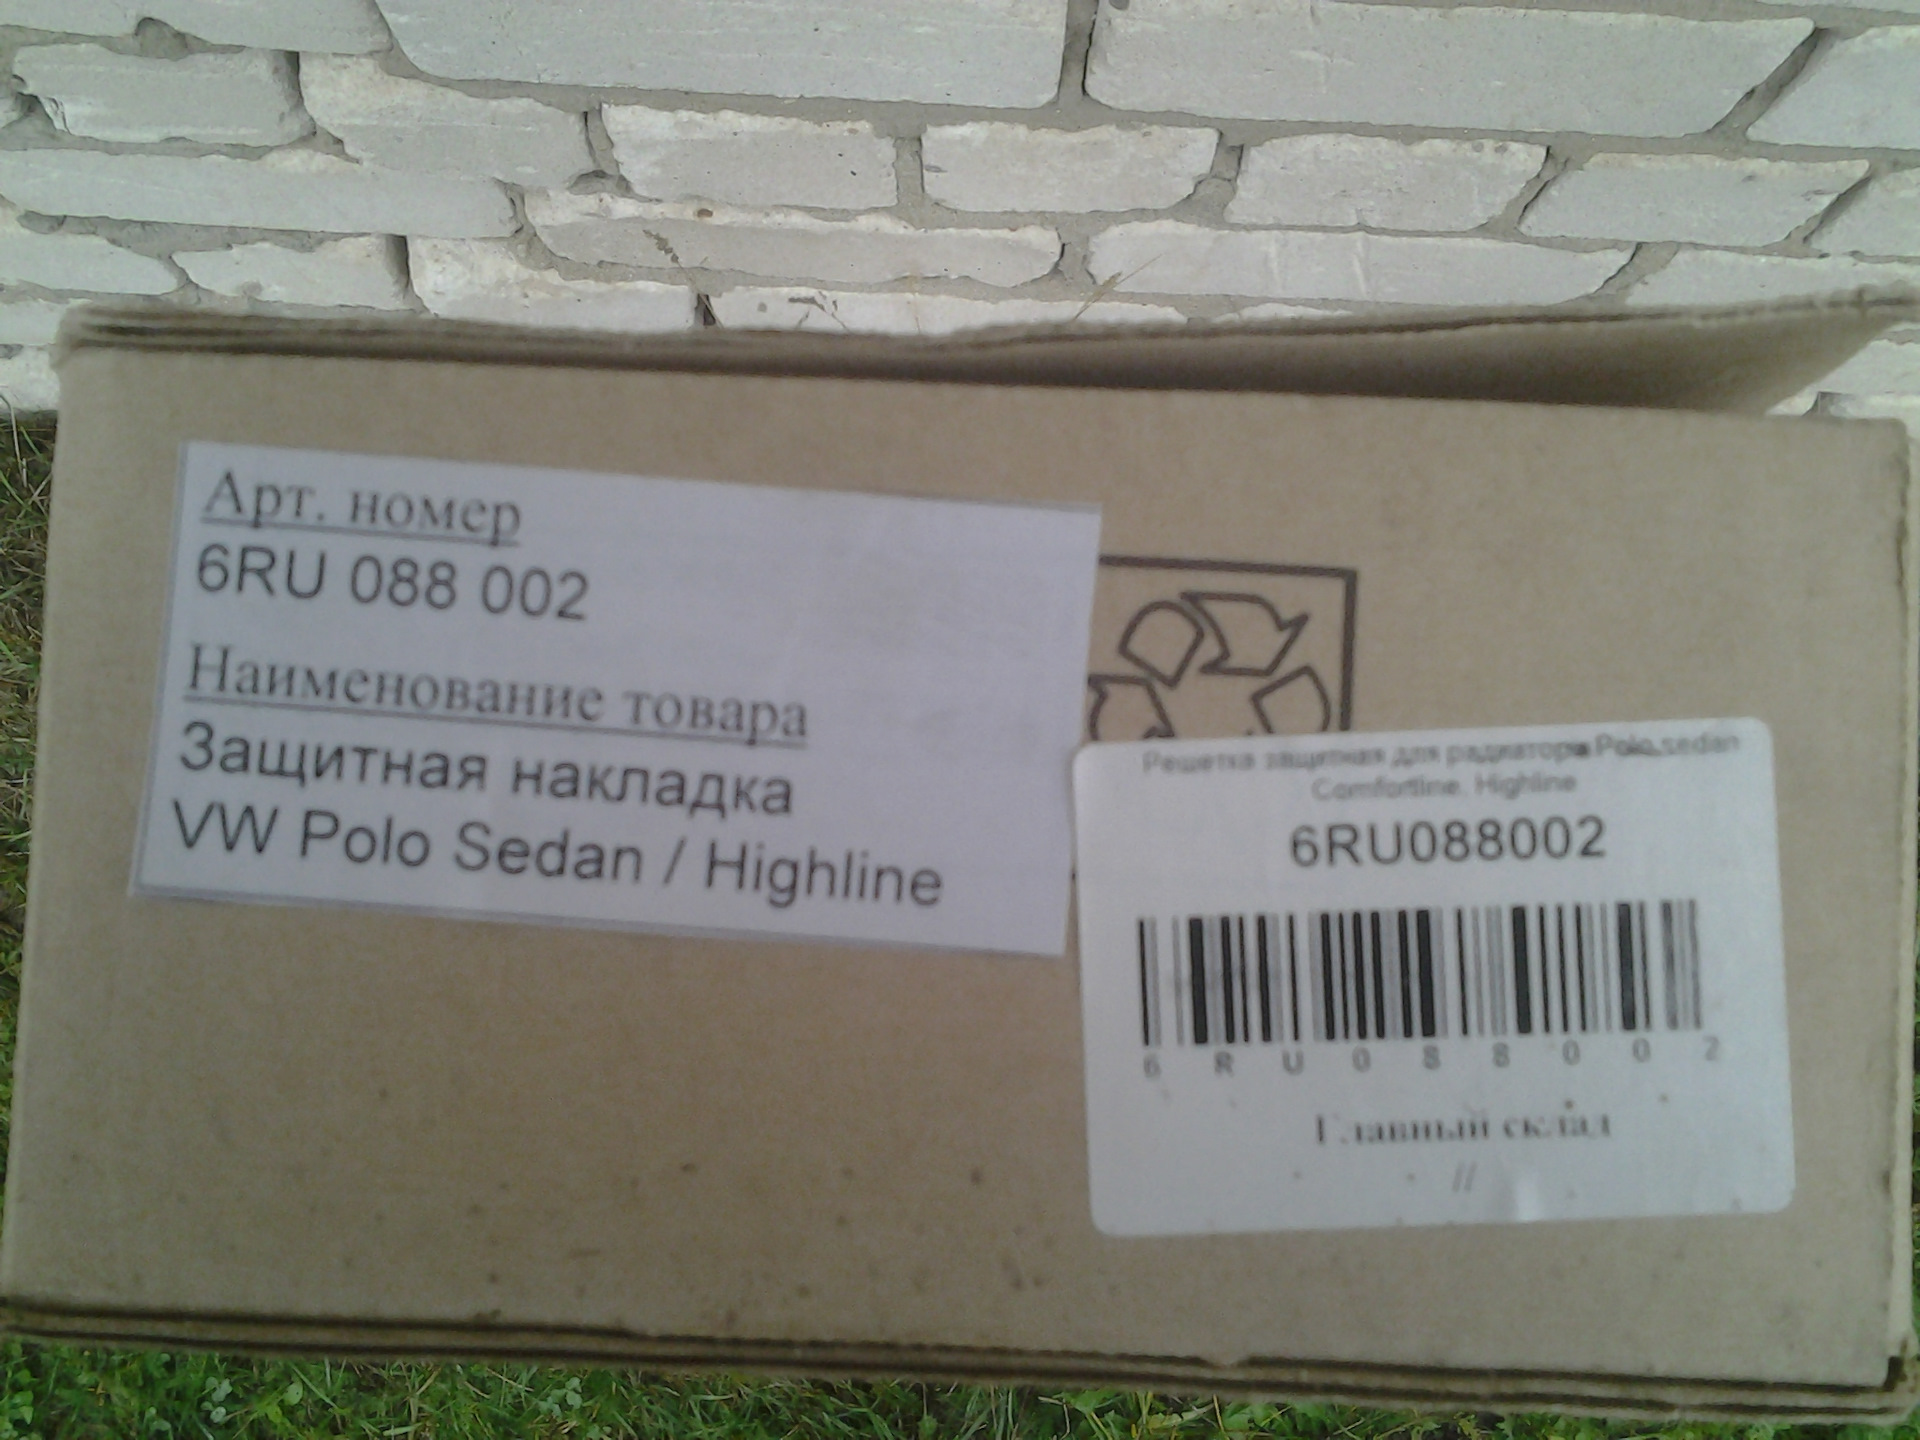 Арт. номер
6RU 088 002
Наименование товара
Защитная накладка
VW Polo Sedan / Highline
Решетка защитная для радиатора Polo sedan
Comfortline, Highline
6RU088002
6 R U 0 8 8 0 0 2
Главный склад
//